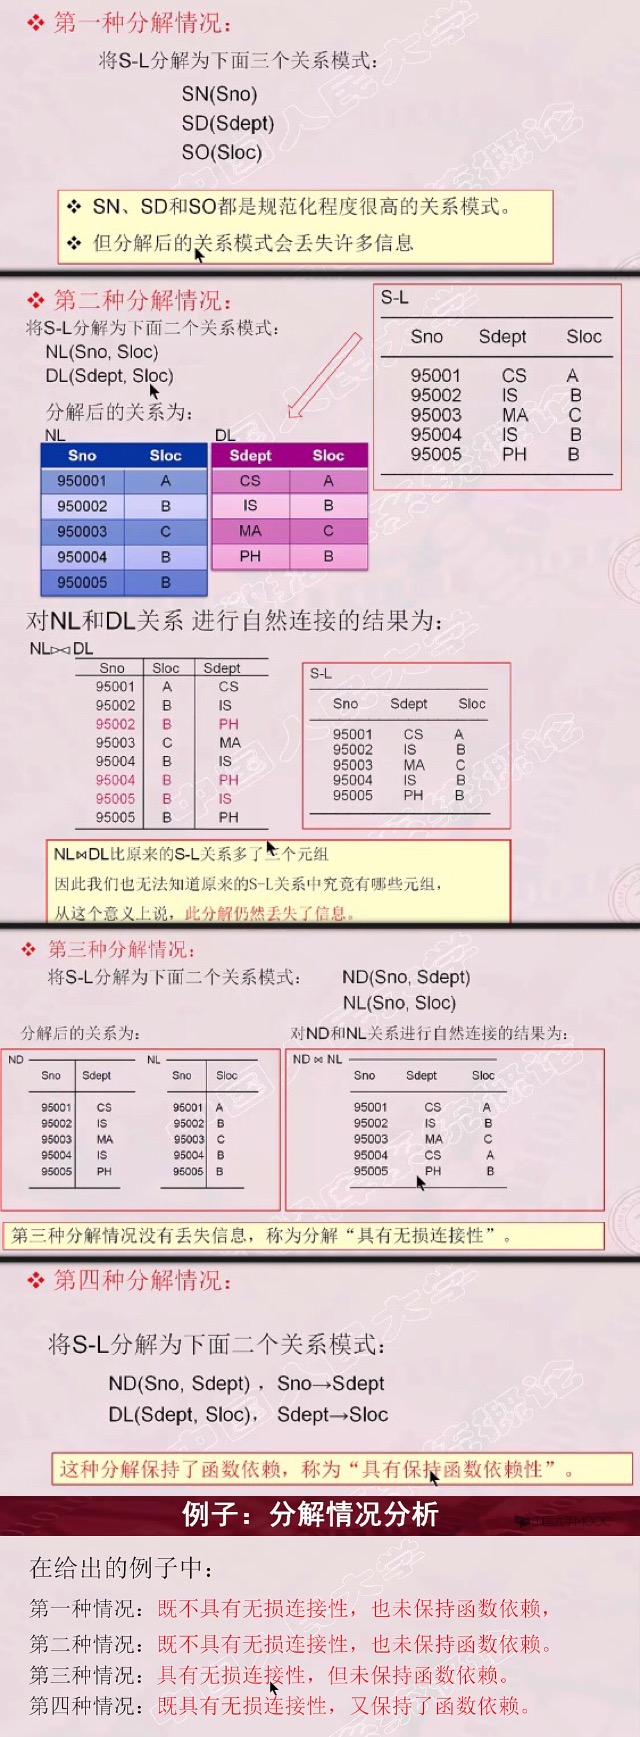 ❖ 第一种分解情况：
将S-L分解为下面三个关系模式：
SN(Sno)
SD(Sdept)
SO(Sloc)
❖ SN、SD和SO都是规范化程度很高的关系模式。
❖ 但分解后的关系模式会丢失许多信息
❖ 第二种分解情况：
将S-L分解为下面二个关系模式：
NL(Sno, Sloc)
DL(Sdept, Sloc)
分解后的关系为：
S-L
Sno Sdept Sloc
95001 CS A
95002 IS B
95003 MA C
95004 IS B
95005 PH B
NL
Sno Sloc
950001 A
950002 B
950003 C
950004 B
950005 B
DL
Sdept Sloc
CS A
IS B
MA C
PH B
对NL和DL关系 进行自然连接的结果为：
NL▷◁DL
Sno Sloc Sdept
95001 A CS
95002 B IS
95002 B PH
95003 C MA
95004 B IS
95004 B PH
95005 B IS
95005 B PH
S-L
Sno Sdept Sloc
95001 CS A
95002 IS B
95003 MA C
95004 IS B
95005 PH B
NL⋈DL比原来的S-L关系多了三个元组
因此我们也无法知道原来的S-L关系中究竟有哪些元组，
从这个意义上说，此分解仍然丢失了信息。
❖ 第三种分解情况：
将S-L分解为下面二个关系模式： ND(Sno, Sdept)
NL(Sno, Sloc)
分解后的关系为：
ND
Sno Sdept
95001 CS
95002 IS
95003 MA
95004 IS
95005 PH
NL
Sno Sloc
95001 A
95002 B
95003 C
95004 B
95005 B
对ND和NL关系进行自然连接的结果为：
ND ⋈ NL
Sno Sdept Sloc
95001 CS A
95002 IS B
95003 MA C
95004 CS A
95005 PH B
第三种分解情况没有丢失信息，称为分解“具有无损连接性”。
❖ 第四种分解情况：
将S-L分解为下面二个关系模式：
ND(Sno, Sdept) ， Sno→Sdept
DL(Sdept, Sloc)， Sdept→Sloc
这种分解保持了函数依赖，称为“具有保持函数依赖性”。
例子：分解情况分析
在给出的例子中：
第一种情况：既不具有无损连接性，也未保持函数依赖，
第二种情况：既不具有无损连接性，也未保持函数依赖。
第三种情况：具有无损连接性，但未保持函数依赖。
第四种情况：既具有无损连接性，又保持了函数依赖。